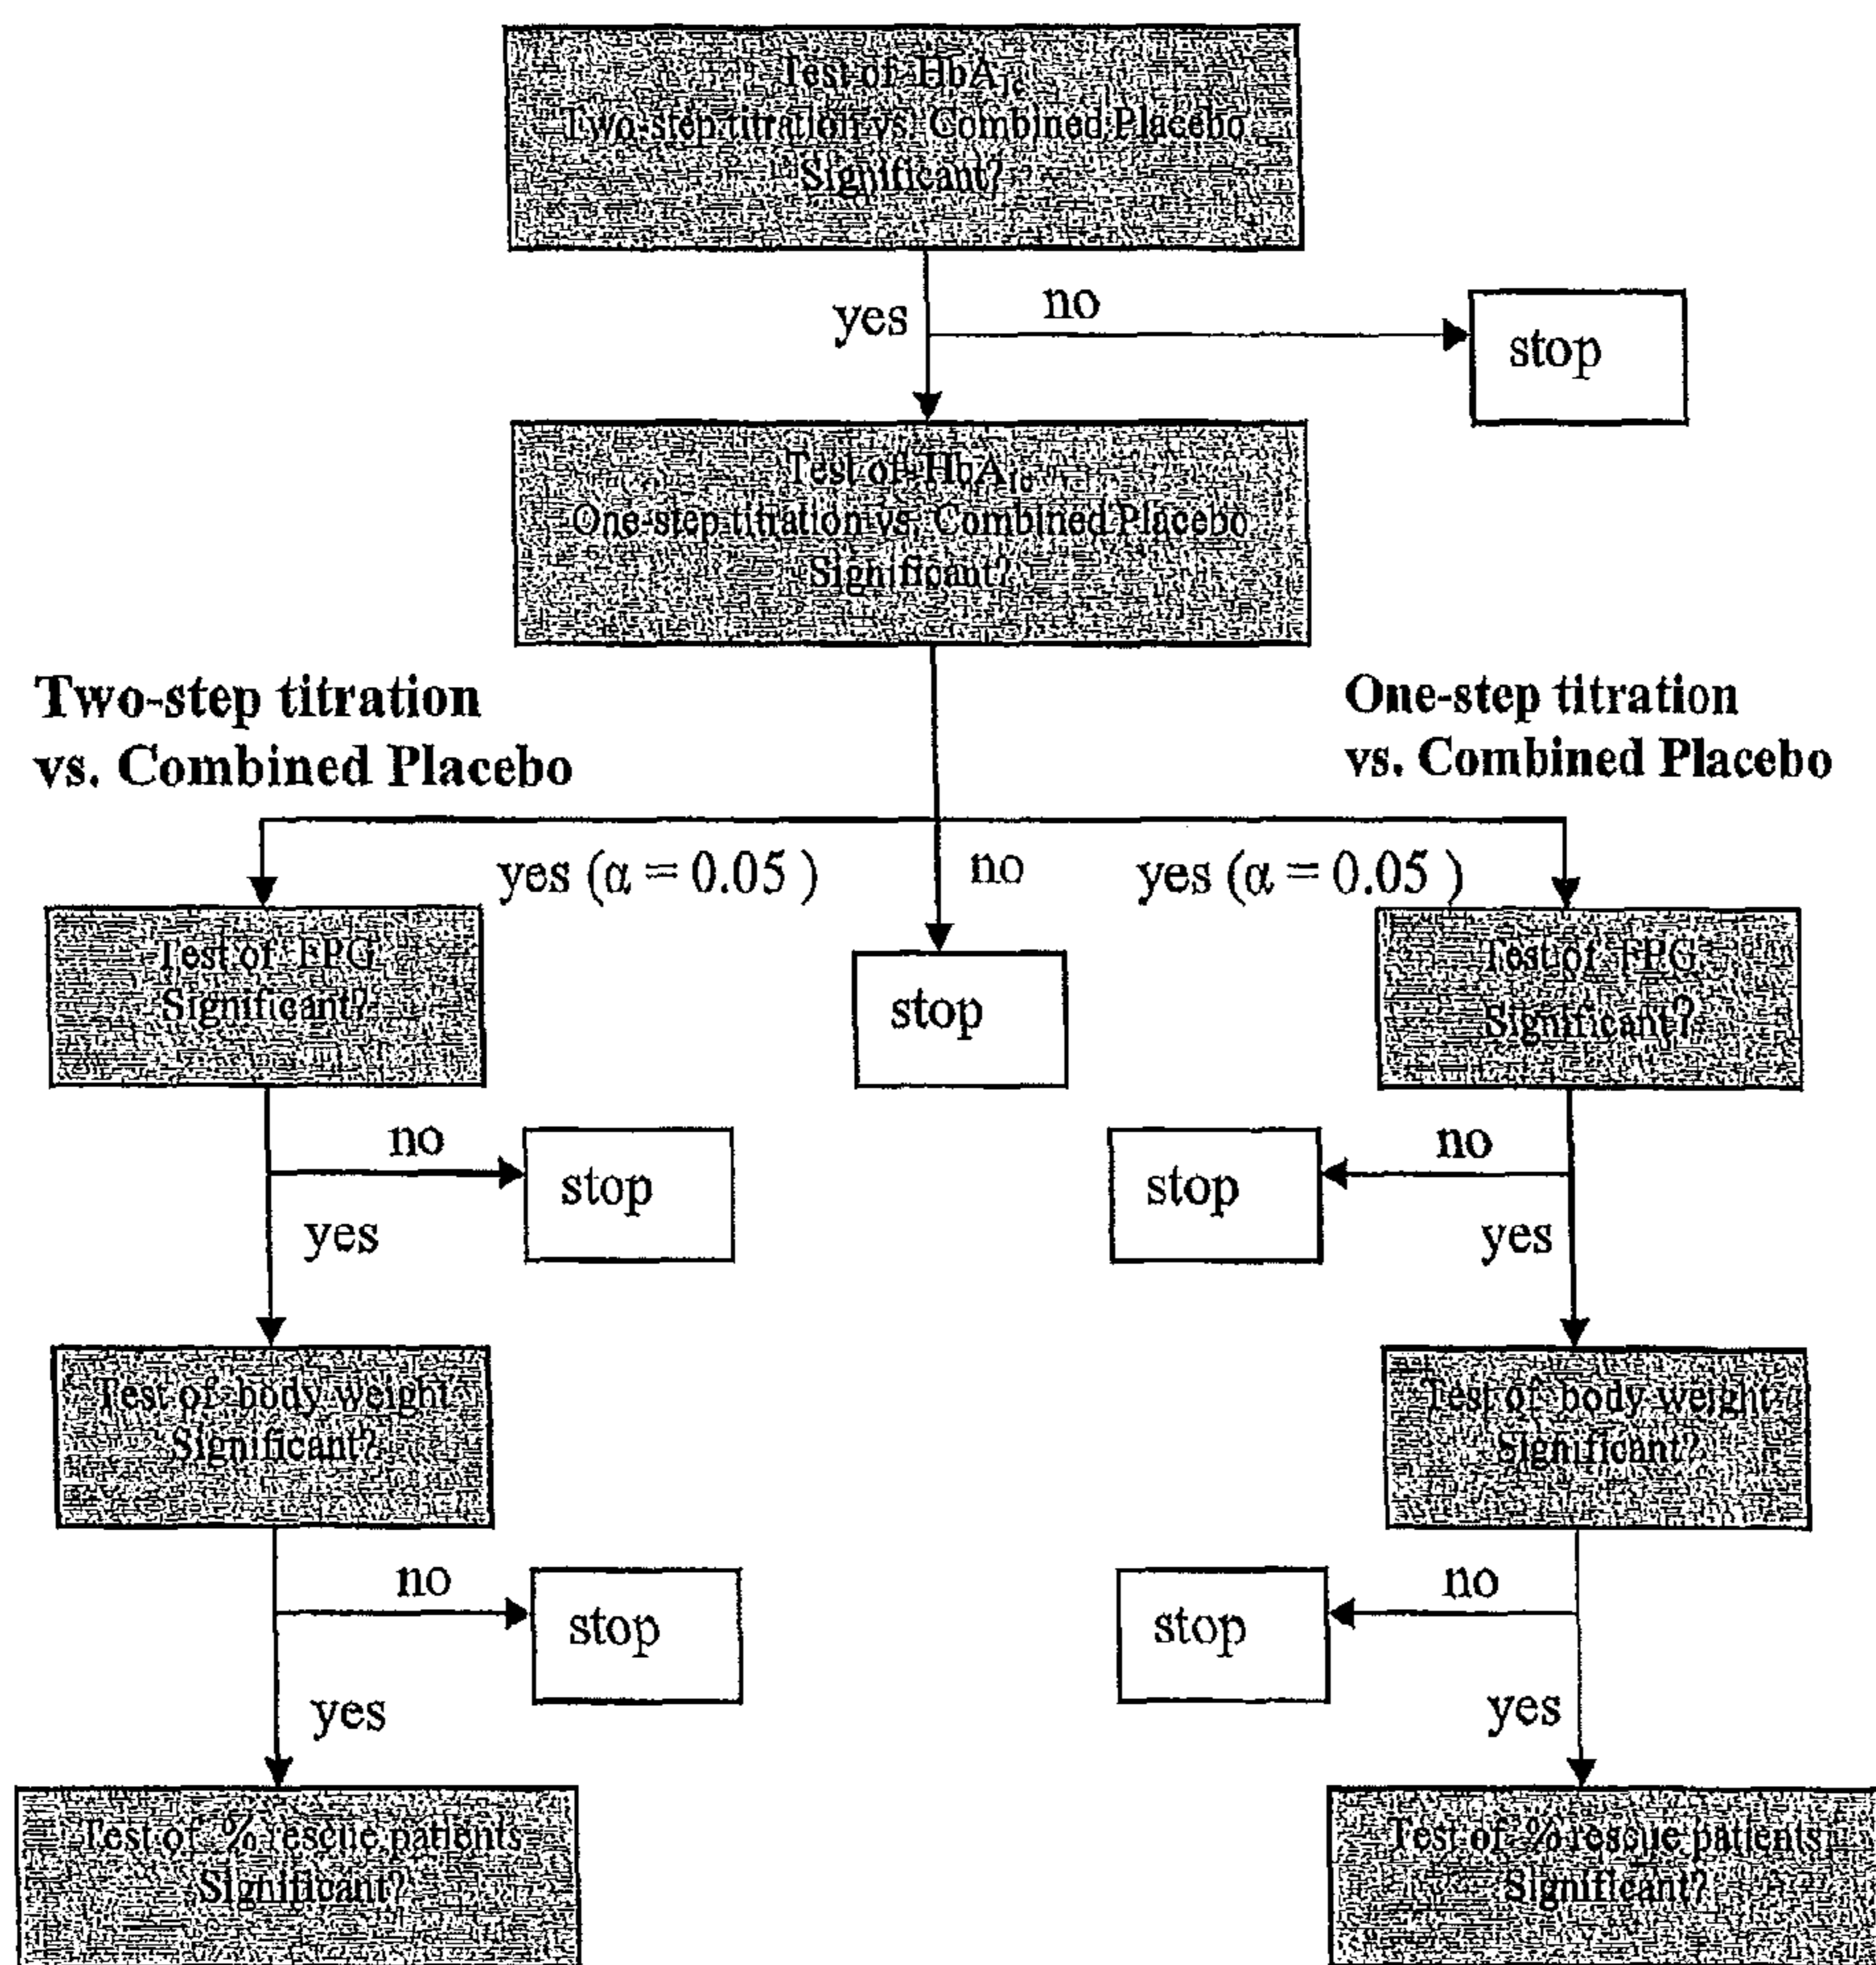 Test of HbA1c
Two-step titration vs. Combined Placebo
Significant?
yes
no
stop
Test of HbA1c
One-step titration vs. Combined Placebo
Significant?
Two-step titration
vs. Combined Placebo
One-step titration
vs. Combined Placebo
yes (α = 0.05 )
no
yes (α = 0.05 )
Test of FPG
Significant?
stop
Test of FPG
Significant?
no
stop
yes
no
stop
yes
Test of body weight
Significant?
Test of body weight
Significant?
no
stop
yes
no
stop
yes
Test of % rescue patients
Significant?
Test of % rescue patients
Significant?